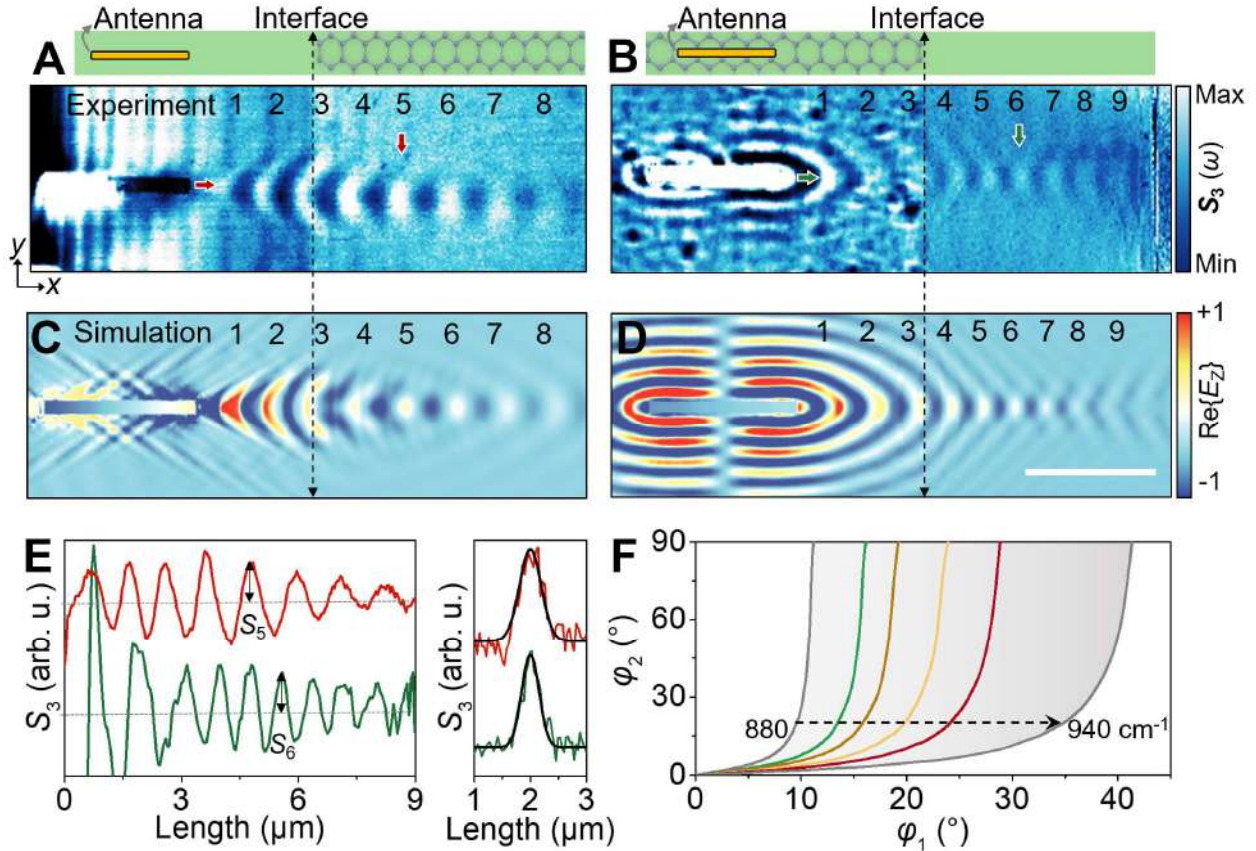 Antenna Interface
A
Experiment 1 2 3 4 5 6 7 8
y
x
Antenna Interface
B
1 2 3 4 5 6 7 8 9
Max
S3 (ω)
Min
C Simulation 1 2 3 4 5 6 7 8
D 1 2 3 4 5 6 7 8 9
+1
Re{EZ}
-1
E
S3 (arb. u.)
S5
S6
0 3 6 9
Length (µm)
S3 (arb. u.)
1 2 3
Length (µm)
F
φ2 (°)
90
60
30
0
880 940 cm-1
0 10 20 30 40
φ1 (°)